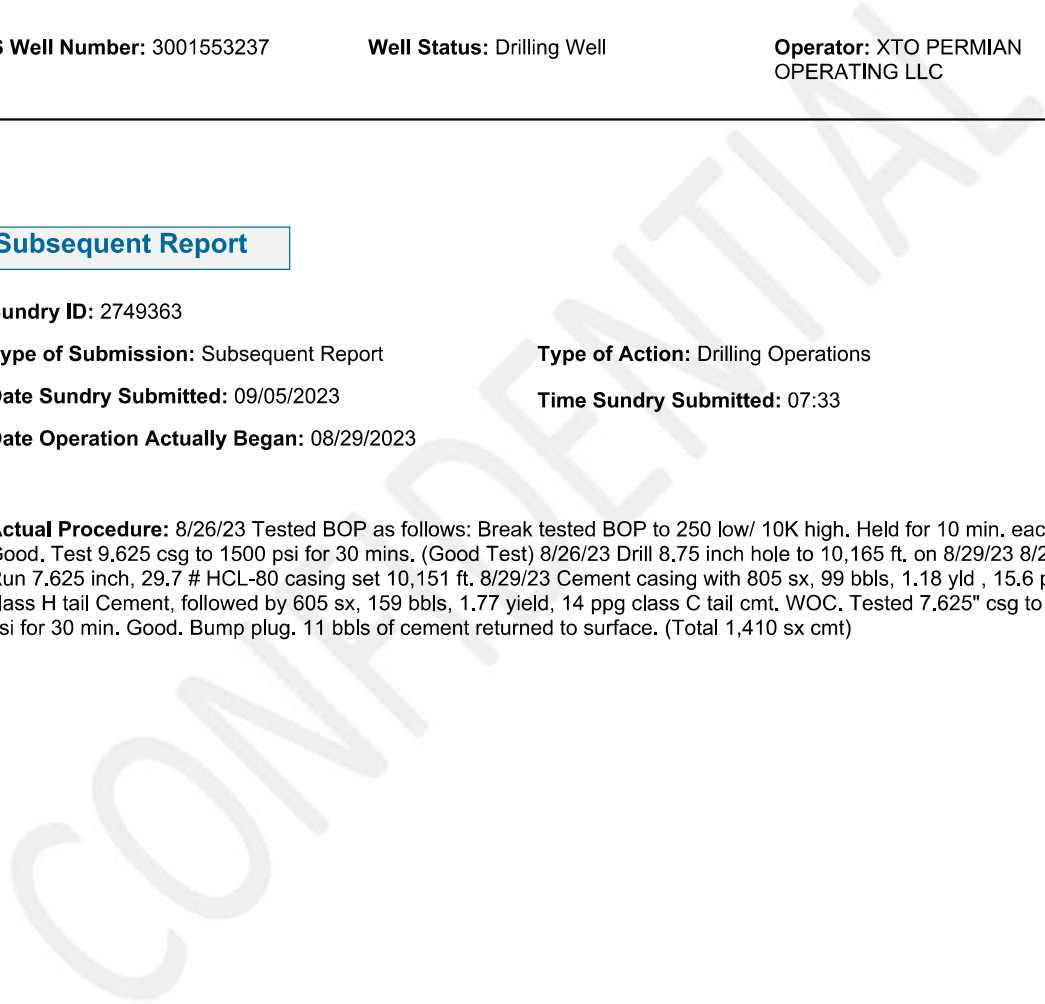 S Well Number: 3001553237 Well Status: Drilling Well Operator: XTO PERMIAN
OPERATING LLC
Subsequent Report
Sundry ID: 2749363
Type of Submission: Subsequent Report Type of Action: Drilling Operations
Date Sundry Submitted: 09/05/2023 Time Sundry Submitted: 07:33
Date Operation Actually Began: 08/29/2023
Actual Procedure: 8/26/23 Tested BOP as follows: Break tested BOP to 250 low/ 10K high. Held for 10 min. eac
Good. Test 9.625 csg to 1500 psi for 30 mins. (Good Test) 8/26/23 Drill 8.75 inch hole to 10,165 ft. on 8/29/23 8/2
Run 7.625 inch, 29.7 # HCL-80 casing set 10,151 ft. 8/29/23 Cement casing with 805 sx, 99 bbls, 1.18 yld , 15.6 p
lass H tail Cement, followed by 605 sx, 159 bbls, 1.77 yield, 14 ppg class C tail cmt. WOC. Tested 7.625" csg to
si for 30 min. Good. Bump plug. 11 bbls of cement returned to surface. (Total 1,410 sx cmt)
CONFIDENTIAL